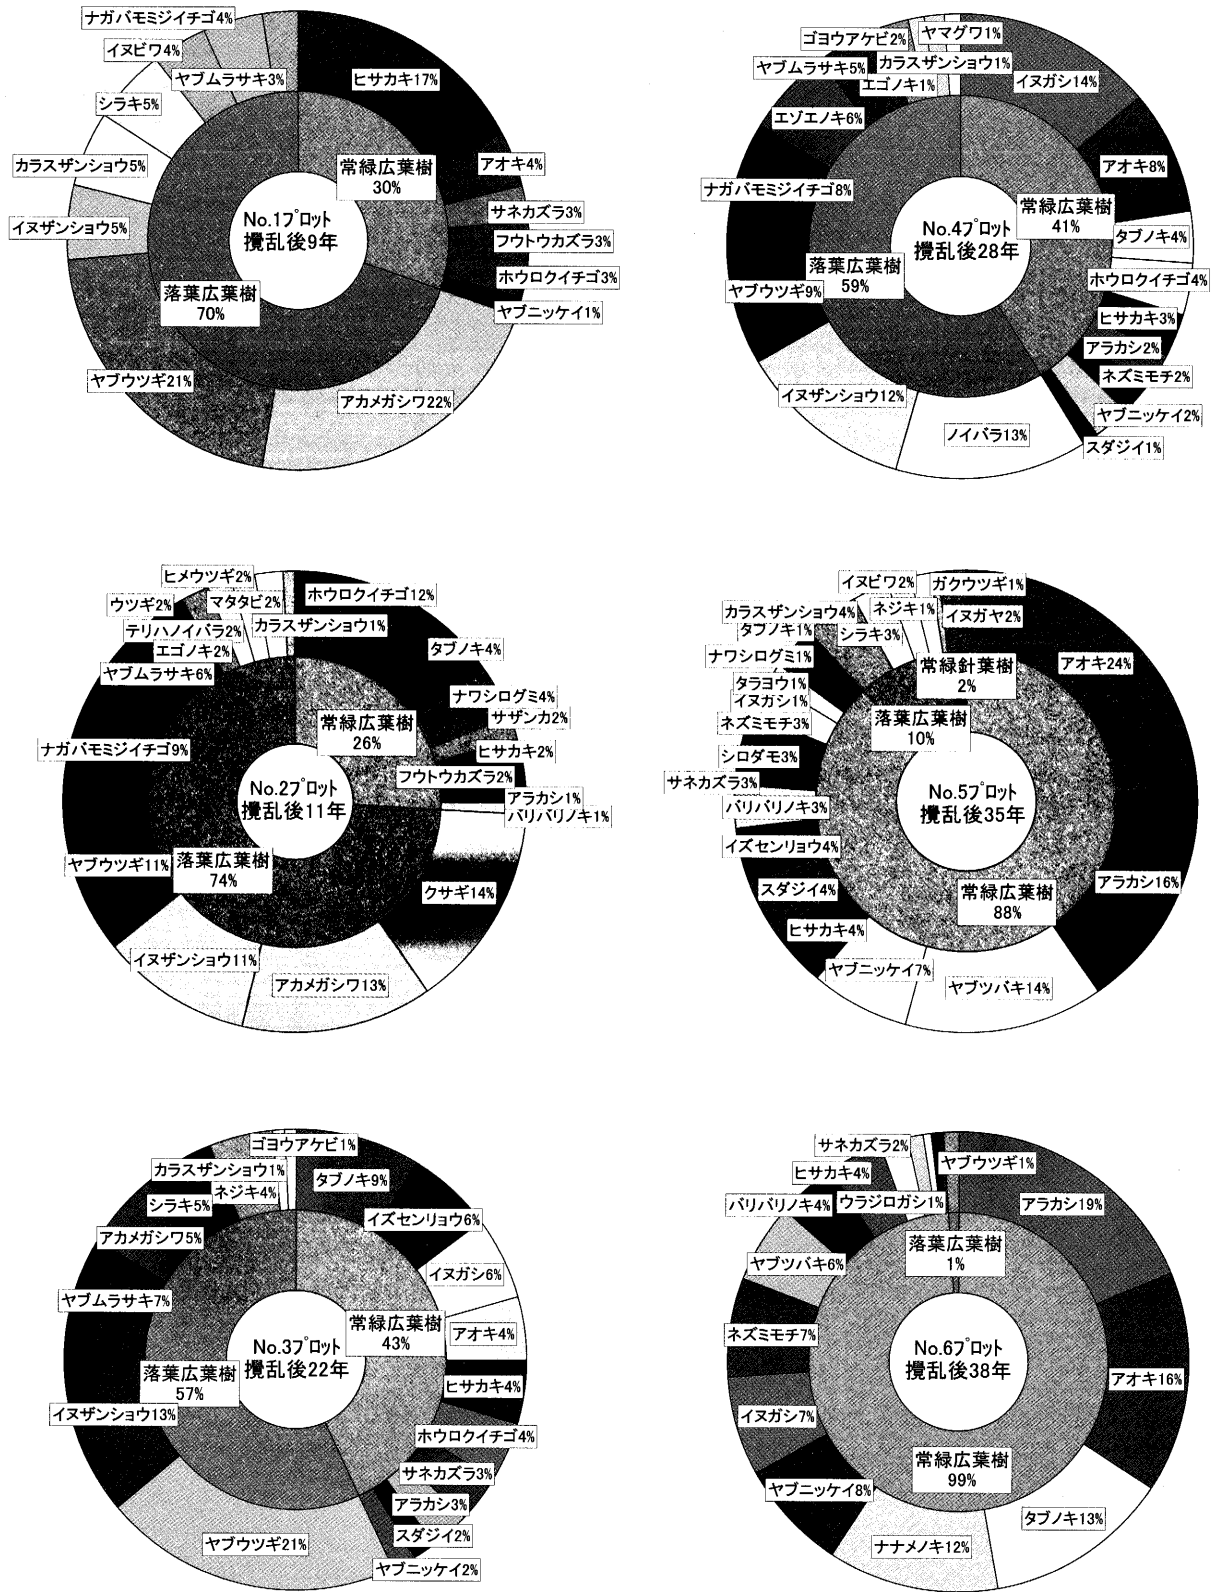 ナガバモミジイチゴ4%
イヌビワ4%
ヤブムラサキ3%
シラキ5%
カラスザンショウ5%
イヌザンショウ5%
ヤブウツギ21%
アカメガシワ22%
ヒサカキ17%
アオキ4%
サネカズラ3%
フウトウカズラ3%
ホウロクイチゴ3%
ヤブニッケイ1%
常緑広葉樹
30%
落葉広葉樹
70%
No.1プロット
攪乱後9年
ゴヨウアケビ2%
ヤマグワ1%
ヤブムラサキ5%
カラスザンショウ1%
エゴノキ1%
エゾエノキ6%
ナガバモミジイチゴ8%
ヤブウツギ9%
イヌザンショウ12%
ノイバラ13%
イヌガシ14%
アオキ8%
タブノキ4%
ホウロクイチゴ4%
ヒサカキ3%
アラカシ2%
ネズミモチ2%
ヤブニッケイ2%
スダジイ1%
常緑広葉樹
41%
落葉広葉樹
59%
No.4プロット
攪乱後28年
ヒメウツギ2%
ウツギ2%
マタタビ2%
テリハノイバラ2%
カラスザンショウ1%
エゴノキ2%
ヤブムラサキ6%
ナガバモミジイチゴ9%
ヤブウツギ11%
イヌザンショウ11%
アカメガシワ13%
クサギ14%
ホウロクイチゴ12%
タブノキ4%
ナワシログミ4%
サザンカ2%
ヒサカキ2%
フウトウカズラ2%
アラカシ1%
バリバリノキ1%
常緑広葉樹
26%
落葉広葉樹
74%
No.2プロット
攪乱後11年
イヌビワ2%
ガクウツギ1%
カラスザンショウ4%
ネジキ1%
イヌガヤ2%
タブノキ1%
シラキ3%
ナワシログミ1%
タラヨウ1%
イヌガシ1%
ネズミモチ3%
シロダモ3%
サネカズラ3%
バリバリノキ3%
イズセンリョウ4%
スダジイ4%
ヒサカキ4%
ヤブニッケイ7%
ヤブツバキ14%
アラカシ16%
アオキ24%
常緑針葉樹
2%
落葉広葉樹
10%
常緑広葉樹
88%
No.5プロット
攪乱後35年
ゴヨウアケビ1%
カラスザンショウ1%
ネジキ4%
シラキ5%
アカメガシワ5%
ヤブムラサキ7%
イヌザンショウ13%
ヤブウツギ21%
タブノキ9%
イズセンリョウ6%
イヌガシ6%
アオキ4%
ヒサカキ4%
ホウロクイチゴ4%
サネカズラ3%
アラカシ3%
スダジイ2%
ヤブニッケイ2%
常緑広葉樹
43%
落葉広葉樹
57%
No.3プロット
攪乱後22年
サネカズラ2%
ヤブウツギ1%
ヒサカキ4%
ウラジロガシ1%
バリバリノキ4%
ヤブツバキ6%
ネズミモチ7%
イヌガシ7%
ヤブニッケイ8%
ナナメノキ12%
タブノキ13%
アオキ16%
アラカシ19%
落葉広葉樹
1%
常緑広葉樹
99%
No.6プロット
攪乱後38年